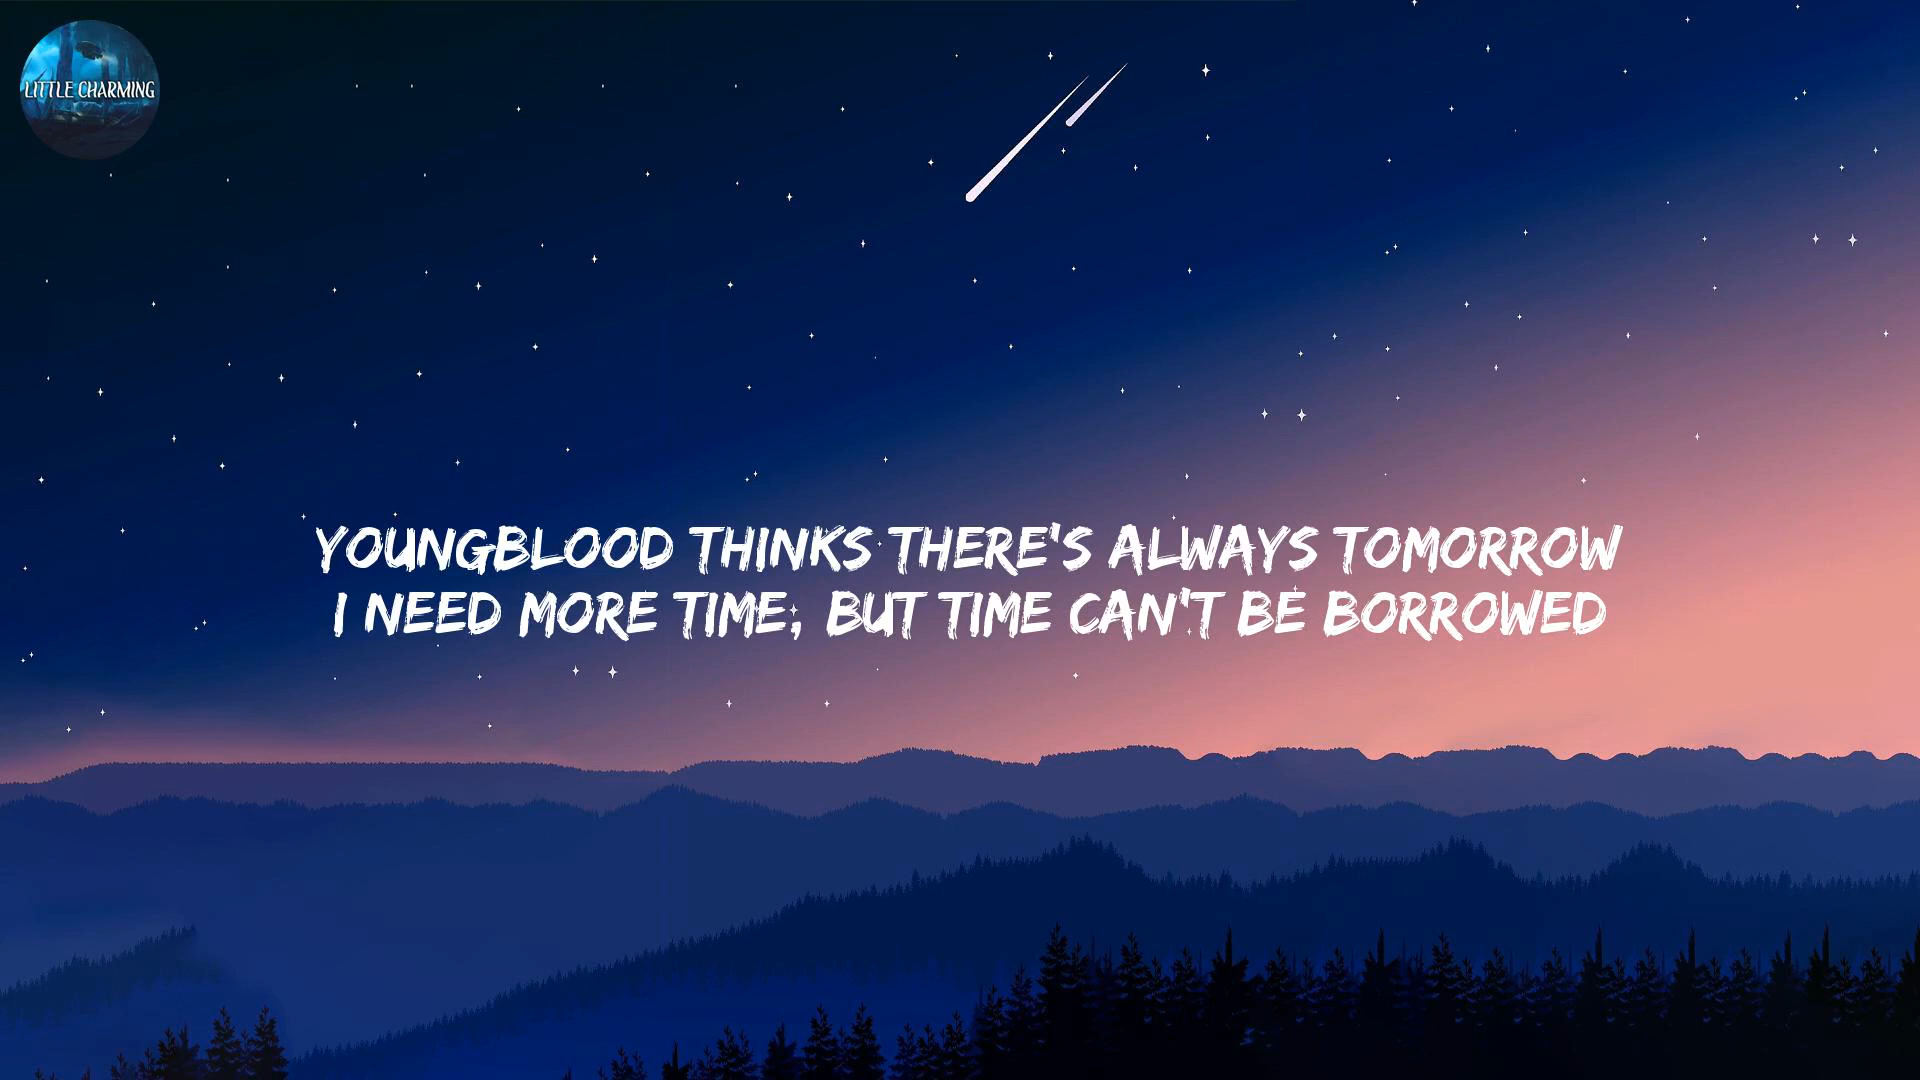 LITTLE CHARMING
YOUNGBLOOD THINKS THERE'S ALWAYS TOMORROW
I NEED MORE TIME, BUT TIME CAN'T BE BORROWED